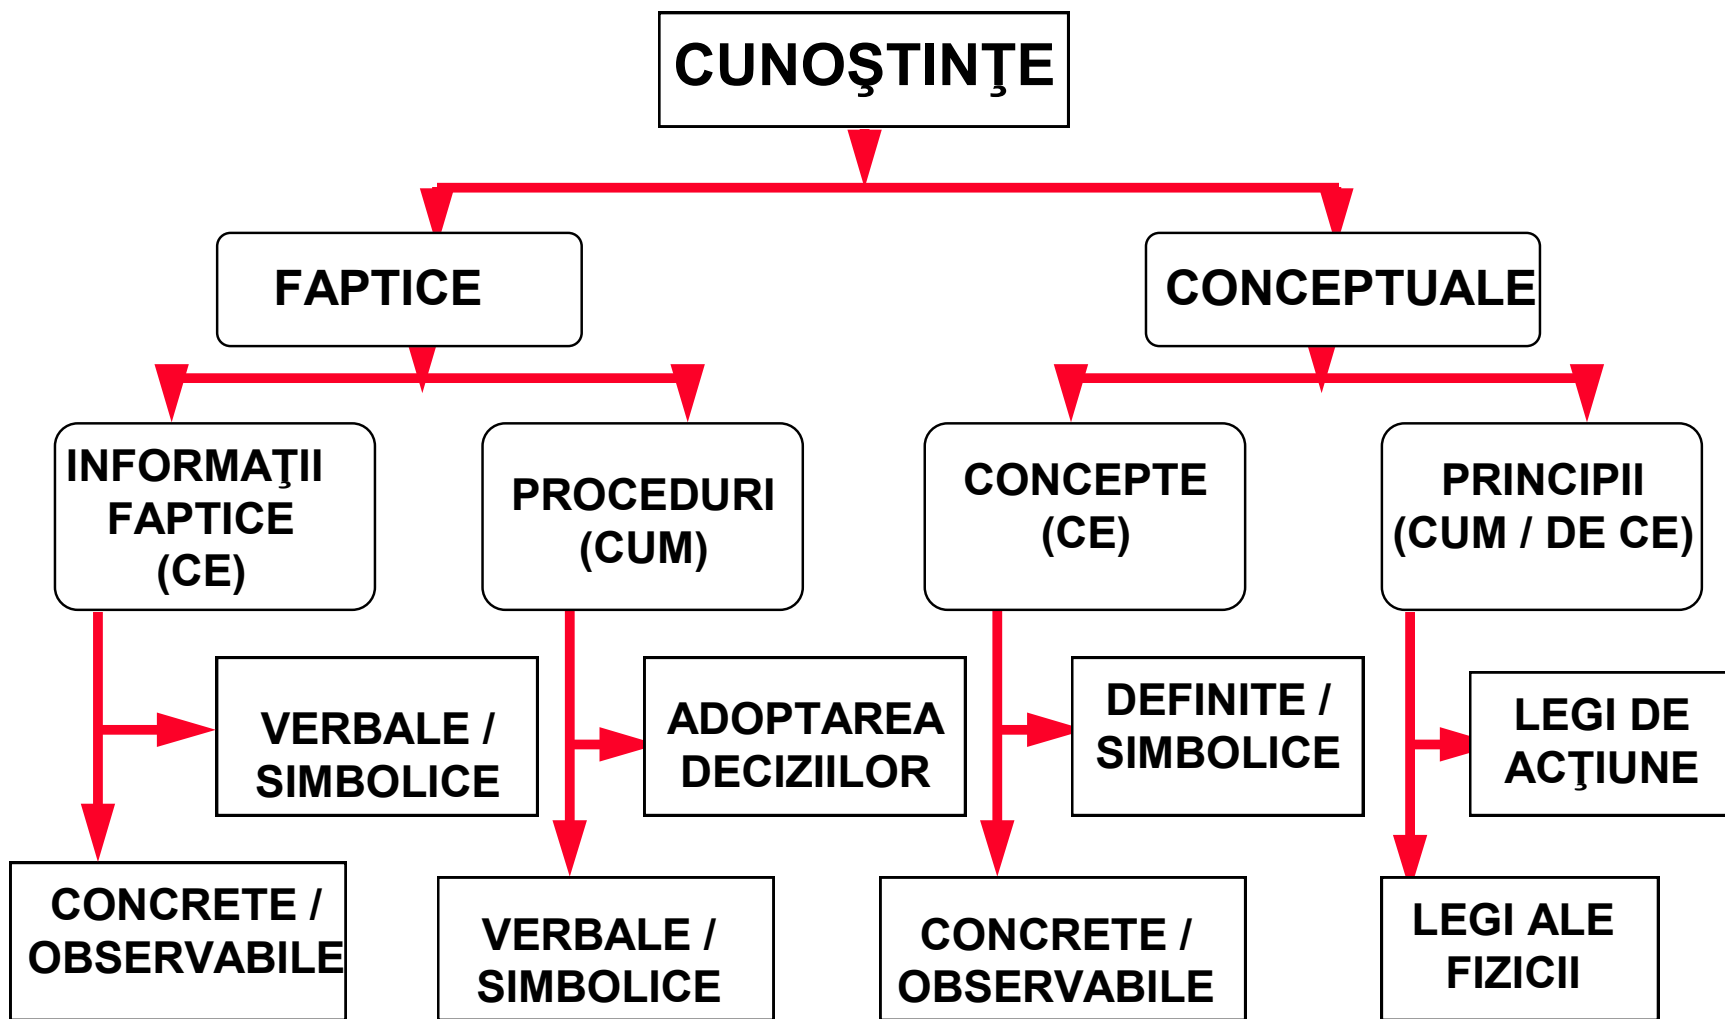 CUNOŞTINŢE
FAPTICE
CONCEPTUALE
INFORMAŢII
FAPTICE
(CE)
PROCEDURI
(CUM)
CONCEPTE
(CE)
PRINCIPII
(CUM / DE CE)
VERBALE /
SIMBOLICE
ADOPTAREA
DECIZIILOR
DEFINITE /
SIMBOLICE
LEGI DE
ACŢIUNE
CONCRETE /
OBSERVABILE
VERBALE /
SIMBOLICE
CONCRETE /
OBSERVABILE
LEGI ALE
FIZICII